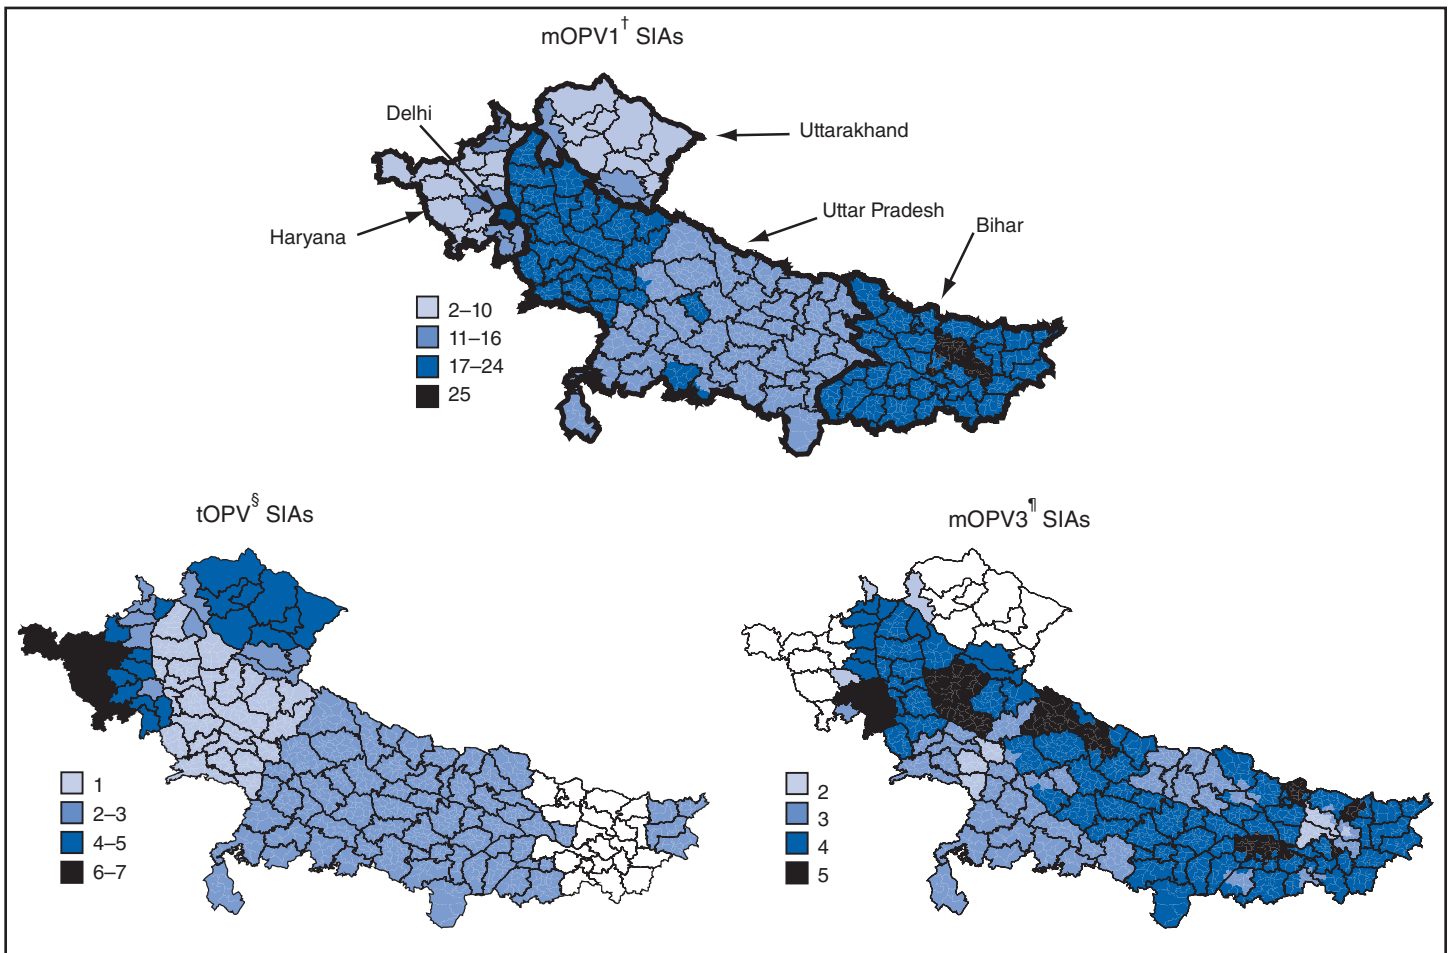 mOPV1† SIAs
Delhi
Uttarakhand
Uttar Pradesh
Bihar
Haryana
2–10
11–16
17–24
25
tOPV§ SIAs
1
2–3
4–5
6–7
mOPV3¶ SIAs
2
3
4
5